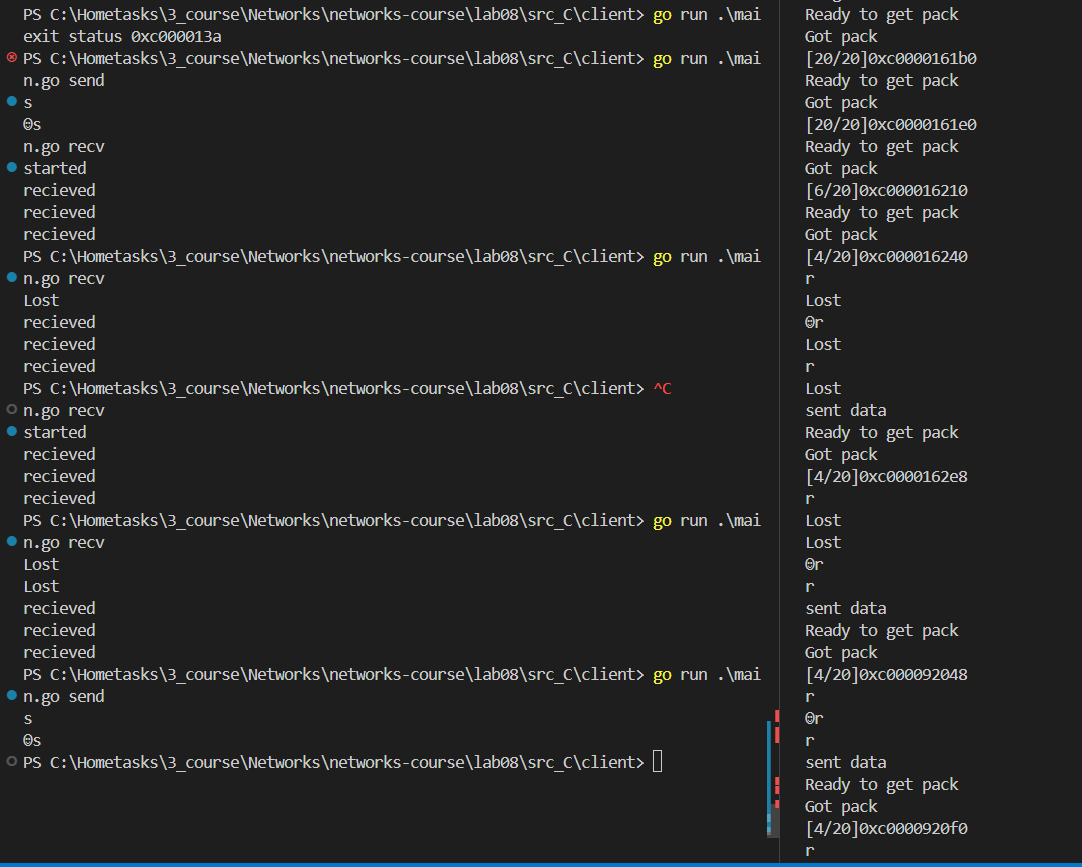 PS C:\Hometasks\3_course\Networks\networks-course\lab08\src_C\client> go run .\mai
exit status 0xc000013a
PS C:\Hometasks\3_course\Networks\networks-course\lab08\src_C\client> go run .\mai
n.go send
s
s
n.go recv
started
recieved
recieved
recieved
PS C:\Hometasks\3_course\Networks\networks-course\lab08\src_C\client> go run .\mai
n.go recv
Lost
recieved
recieved
recieved
PS C:\Hometasks\3_course\Networks\networks-course\lab08\src_C\client> ^C
n.go recv
started
recieved
recieved
recieved
PS C:\Hometasks\3_course\Networks\networks-course\lab08\src_C\client> go run .\mai
n.go recv
Lost
Lost
recieved
recieved
recieved
PS C:\Hometasks\3_course\Networks\networks-course\lab08\src_C\client> go run .\mai
n.go send
s
s
PS C:\Hometasks\3_course\Networks\networks-course\lab08\src_C\client>
Ready to get pack
Got pack
[20/20]0xc0000161b0
Ready to get pack
Got pack
[20/20]0xc0000161e0
Ready to get pack
Got pack
[6/20]0xc000016210
Ready to get pack
Got pack
[4/20]0xc000016240
r
Lost
r
Lost
r
Lost
sent data
Ready to get pack
Got pack
[4/20]0xc0000162e8
r
Lost
Lost
r
r
sent data
Ready to get pack
Got pack
[4/20]0xc000092048
r
r
r
sent data
Ready to get pack
Got pack
[4/20]0xc0000920f0
r